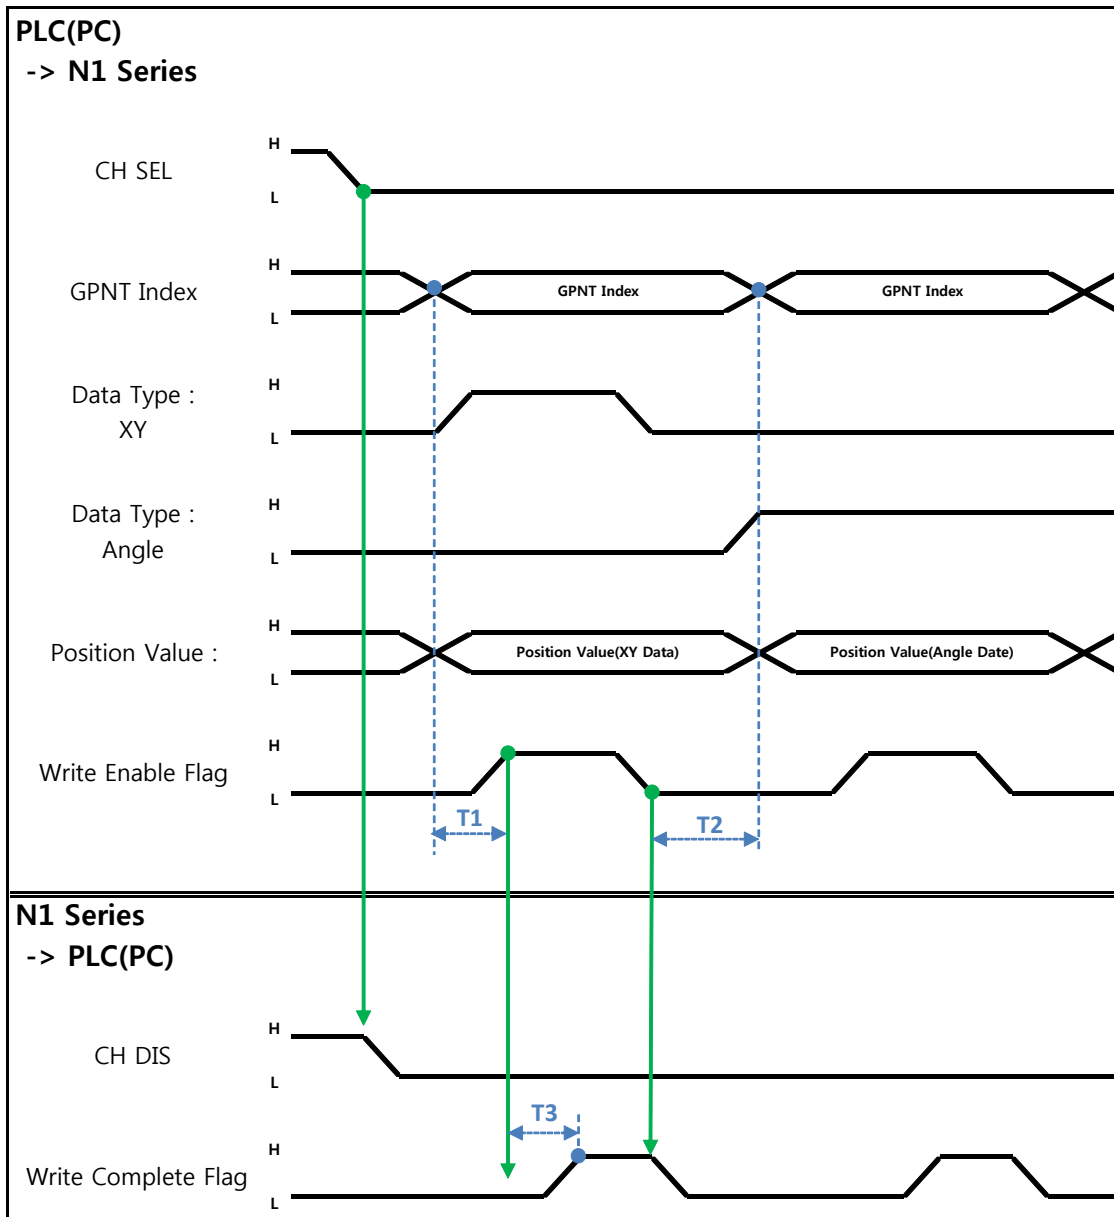 PLC(PC)
-> N1 Series
H
CH SEL
L
H
GPNT Index
GPNT Index
GPNT Index
L
H
Data Type :
XY
L
H
Data Type :
Angle
L
H
Position Value :
Position Value(XY Data)
Position Value(Angle Date)
L
H
Write Enable Flag
L
T1
T2
N1 Series
-> PLC(PC)
H
CH DIS
L
T3
H
Write Complete Flag
L